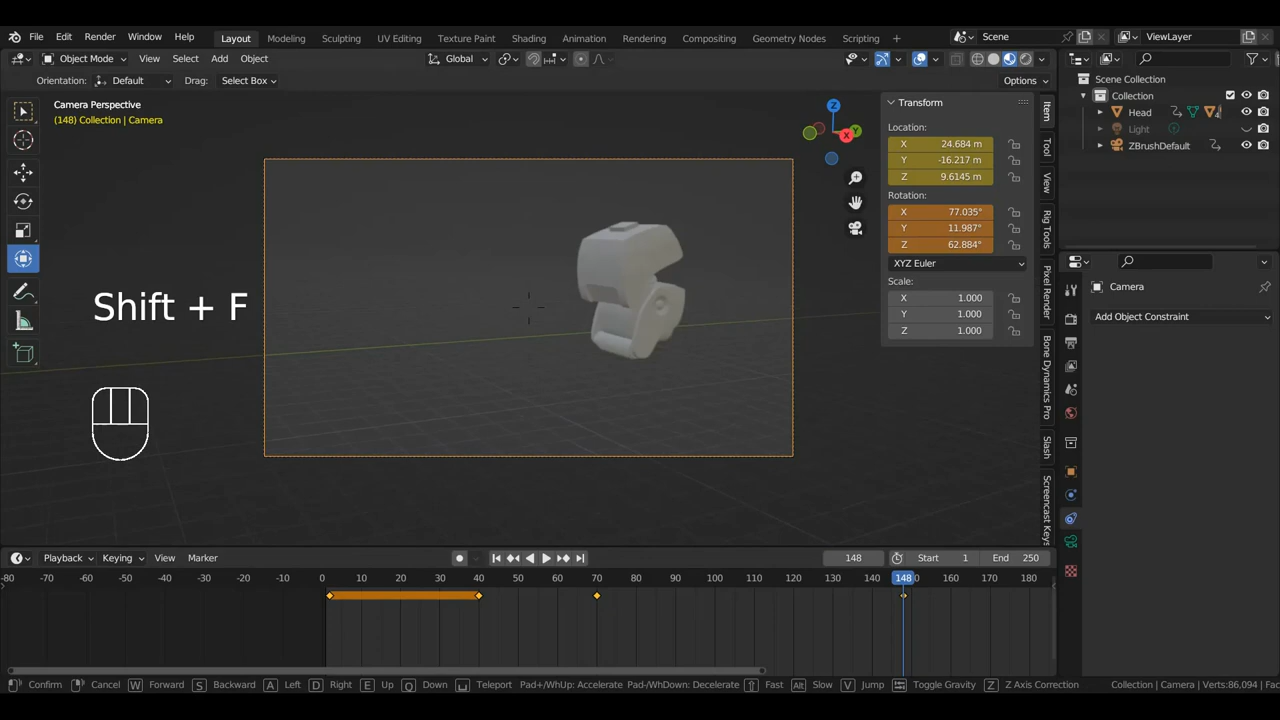 File Edit Render Window Help Layout Modeling Sculpting UV Editing Texture Paint Shading Animation Rendering Compositing Geometry Nodes Scripting + Scene ViewLayer
Object Mode View Select Add Object Global
Orientation: Default Drag: Select Box Options
Camera Perspective
(148) Collection | Camera
Shift + F
Z
Y
X
Transform
Location:
X 24.684 m
Y -16.217 m
Z 9.6145 m
Rotation:
X 77.035°
Y 11.987°
Z 62.884°
XYZ Euler
Scale:
X 1.000
Y 1.000
Z 1.000
Item
Tool
View
Rig Tools
Pixel Render
Bone Dynamics Pro
Slash
Screencast Keys
Scene Collection
Collection
Head
Light
ZBrushDefault
Camera
Add Object Constraint
Playback Keying View Marker 148 Start 1 End 250
-80 -70 -60 -50 -40 -30 -20 -10 0 10 20 30 40 50 60 70 80 90 100 110 120 130 140 148 160 170 180
Confirm Cancel W Forward S Backward A Left D Right E Up Q Down Teleport Pad+/WhUp: Accelerate Pad-/WhDown: Decelerate Fast Alt Slow V Jump Toggle Gravity Z Z Axis Correction Collection | Camera | Verts:86,094 |